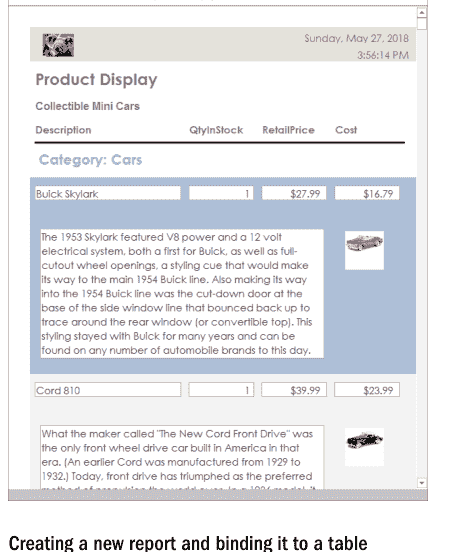 Sunday, May 27, 2018
3:56:14 PM
Product Display
Collectible Mini Cars
Description QtyInStock RetailPrice Cost
Category: Cars
Buick Skylark 1 $27.99 $16.79
The 1953 Skylark featured V8 power and a 12 volt
electrical system, both a first for Buick, as well as full-
cutout wheel openings, a styling cue that would make
its way to the main 1954 Buick line. Also making its way
into the 1954 Buick line was the cut-down door at the
base of the side window line that bounced back up to
trace around the rear window (or convertible top). This
styling stayed with Buick for many years and can be
found on any number of automobile brands to this day.
Cord 810 1 $39.99 $23.99
What the maker called "The New Cord Front Drive" was
the only front wheel drive car built in America in that
era. (An earlier Cord was manufactured from 1929 to
1932.) Today, front drive has triumphed as the preferred
Creating a new report and binding it to a table